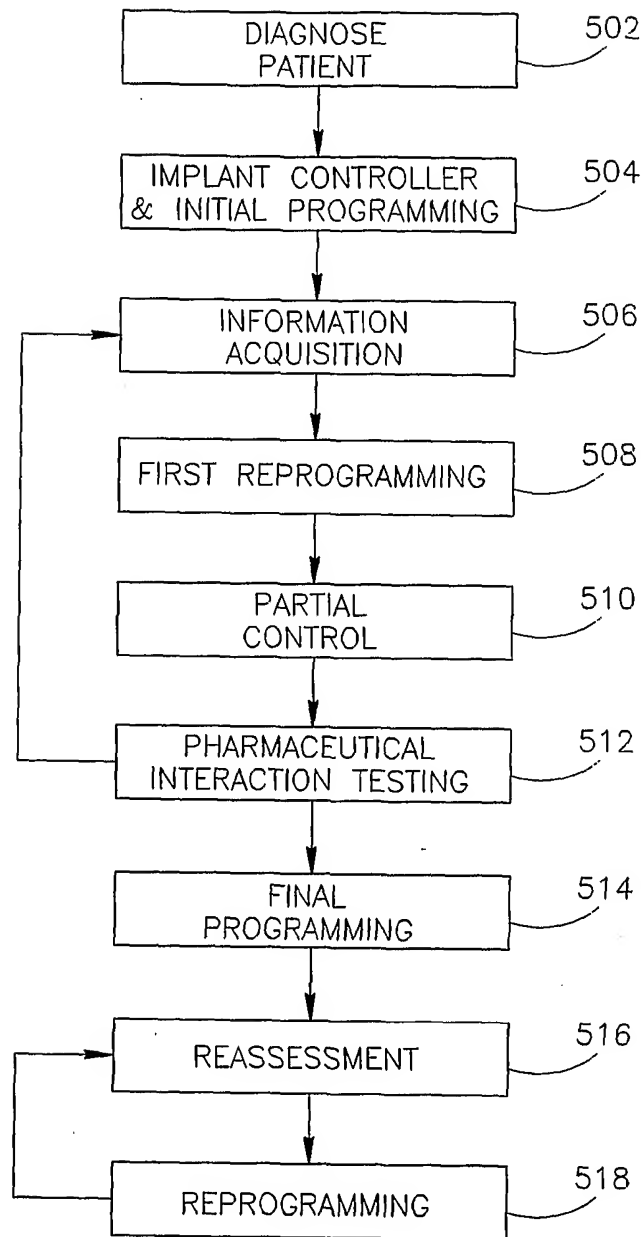 DIAGNOSE
PATIENT
502
IMPLANT CONTROLLER
& INITIAL PROGRAMMING
504
INFORMATION
ACQUISITION
506
FIRST REPROGRAMMING
508
PARTIAL
CONTROL
510
PHARMACEUTICAL
INTERACTION TESTING
512
FINAL
PROGRAMMING
514
REASSESSMENT
516
REPROGRAMMING
518